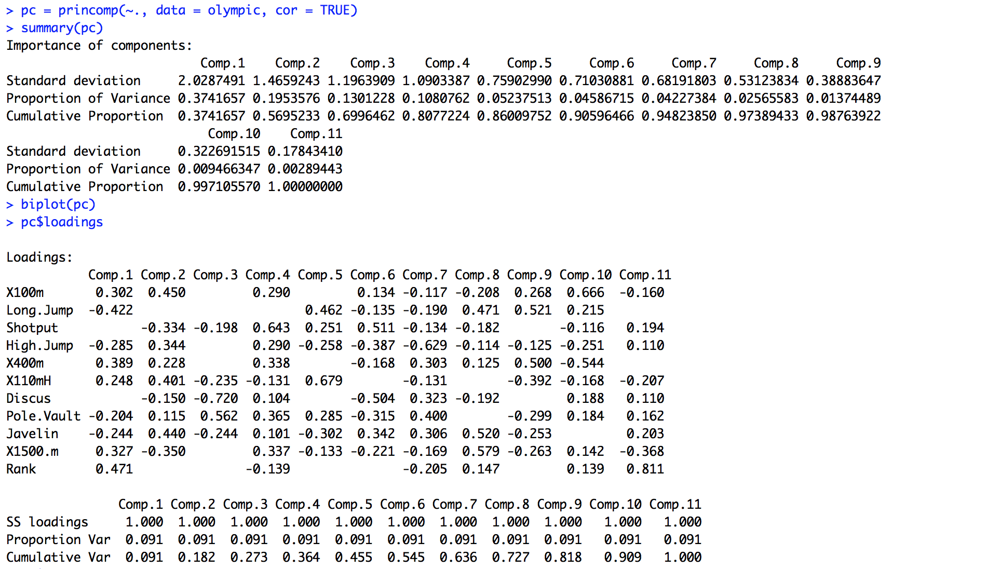 > pc = princomp(~., data = olympic, cor = TRUE)
> summary(pc)
Importance of components:
                          Comp.1    Comp.2    Comp.3    Comp.4     Comp.5     Comp.6     Comp.7     Comp.8     Comp.9
Standard deviation     2.0287491 1.4659243 1.1963909 1.0903387 0.75902990 0.71030881 0.68191803 0.53123834 0.38883647
Proportion of Variance 0.3741657 0.1953576 0.1301228 0.1080762 0.05237513 0.04586715 0.04227384 0.02565583 0.01374489
Cumulative Proportion  0.3741657 0.5695233 0.6996462 0.8077224 0.86009752 0.90596466 0.94823850 0.97389433 0.98763922
                           Comp.10    Comp.11
Standard deviation     0.322691515 0.17843410
Proportion of Variance 0.009466347 0.00289443
Cumulative Proportion  0.997105570 1.00000000
> biplot(pc)
> pc$loadings

Loadings:
           Comp.1 Comp.2 Comp.3 Comp.4 Comp.5 Comp.6 Comp.7 Comp.8 Comp.9 Comp.10 Comp.11
X100m       0.302  0.450         0.290         0.134 -0.117 -0.208  0.268  0.666  -0.160
Long.Jump  -0.422                       0.462 -0.135 -0.190  0.471  0.521  0.215
Shotput           -0.334 -0.198  0.643  0.251  0.511 -0.134 -0.182        -0.116   0.194
High.Jump  -0.285  0.344         0.290 -0.258 -0.387 -0.629 -0.114 -0.125 -0.251   0.110
X400m       0.389  0.228         0.338        -0.168  0.303  0.125  0.500 -0.544
X110mH      0.248  0.401 -0.235 -0.131  0.679        -0.131        -0.392 -0.168  -0.207
Discus            -0.150 -0.720  0.104        -0.504  0.323 -0.192         0.188   0.110
Pole.Vault -0.204  0.115  0.562  0.365  0.285 -0.315  0.400        -0.299  0.184   0.162
Javelin    -0.244  0.440 -0.244  0.101 -0.302  0.342  0.306  0.520 -0.253          0.203
X1500.m     0.327 -0.350         0.337 -0.133 -0.221 -0.169  0.579 -0.263  0.142  -0.368
Rank        0.471               -0.139               -0.205  0.147         0.139   0.811

               Comp.1 Comp.2 Comp.3 Comp.4 Comp.5 Comp.6 Comp.7 Comp.8 Comp.9 Comp.10 Comp.11
SS loadings     1.000  1.000  1.000  1.000  1.000  1.000  1.000  1.000  1.000   1.000   1.000
Proportion Var  0.091  0.091  0.091  0.091  0.091  0.091  0.091  0.091  0.091   0.091   0.091
Cumulative Var  0.091  0.182  0.273  0.364  0.455  0.545  0.636  0.727  0.818   0.909   1.000